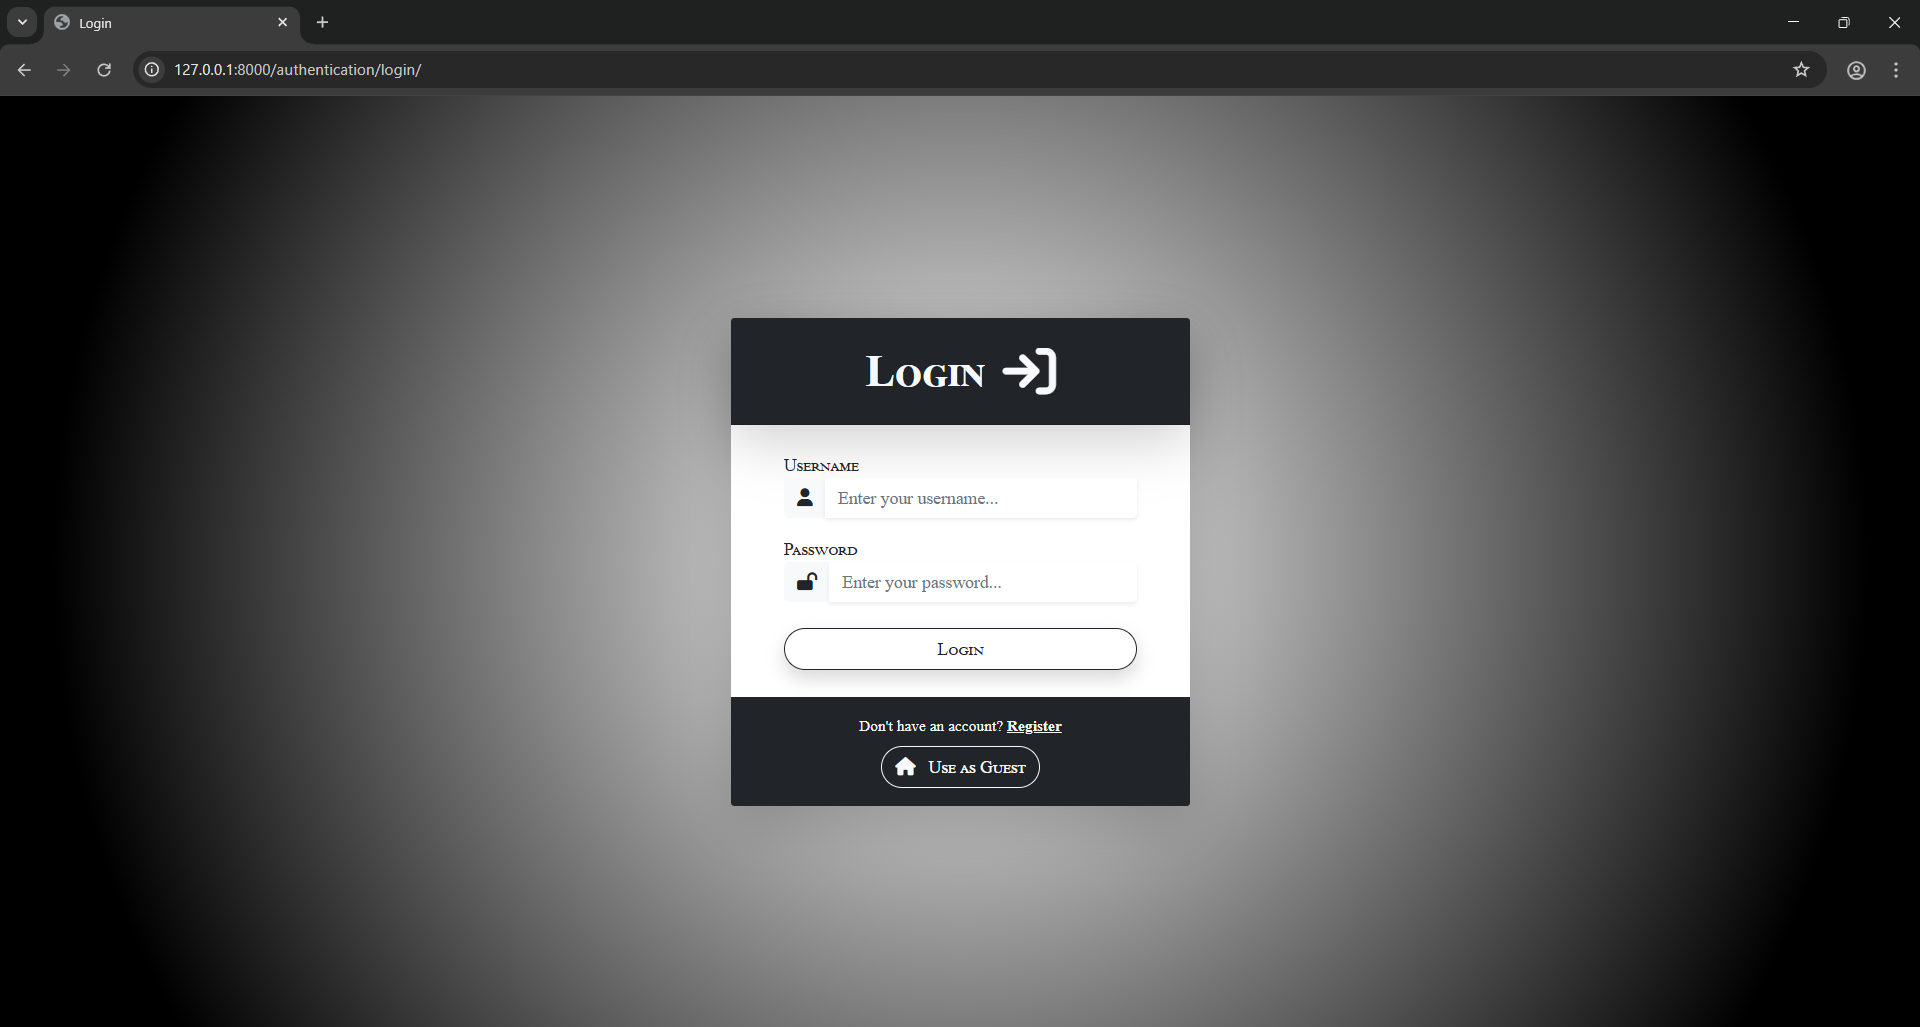 Login
127.0.0.1:8000/authentication/login/
Login
Username
Enter your username...
Password
Enter your password...
Login
Don't have an account? Register
Use as Guest